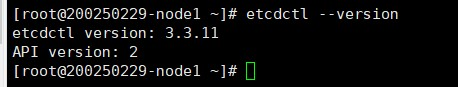 [root@200250229-node1 ~]# etcdctl --version
etcdctl version: 3.3.11
API version: 2
[root@200250229-node1 ~]#